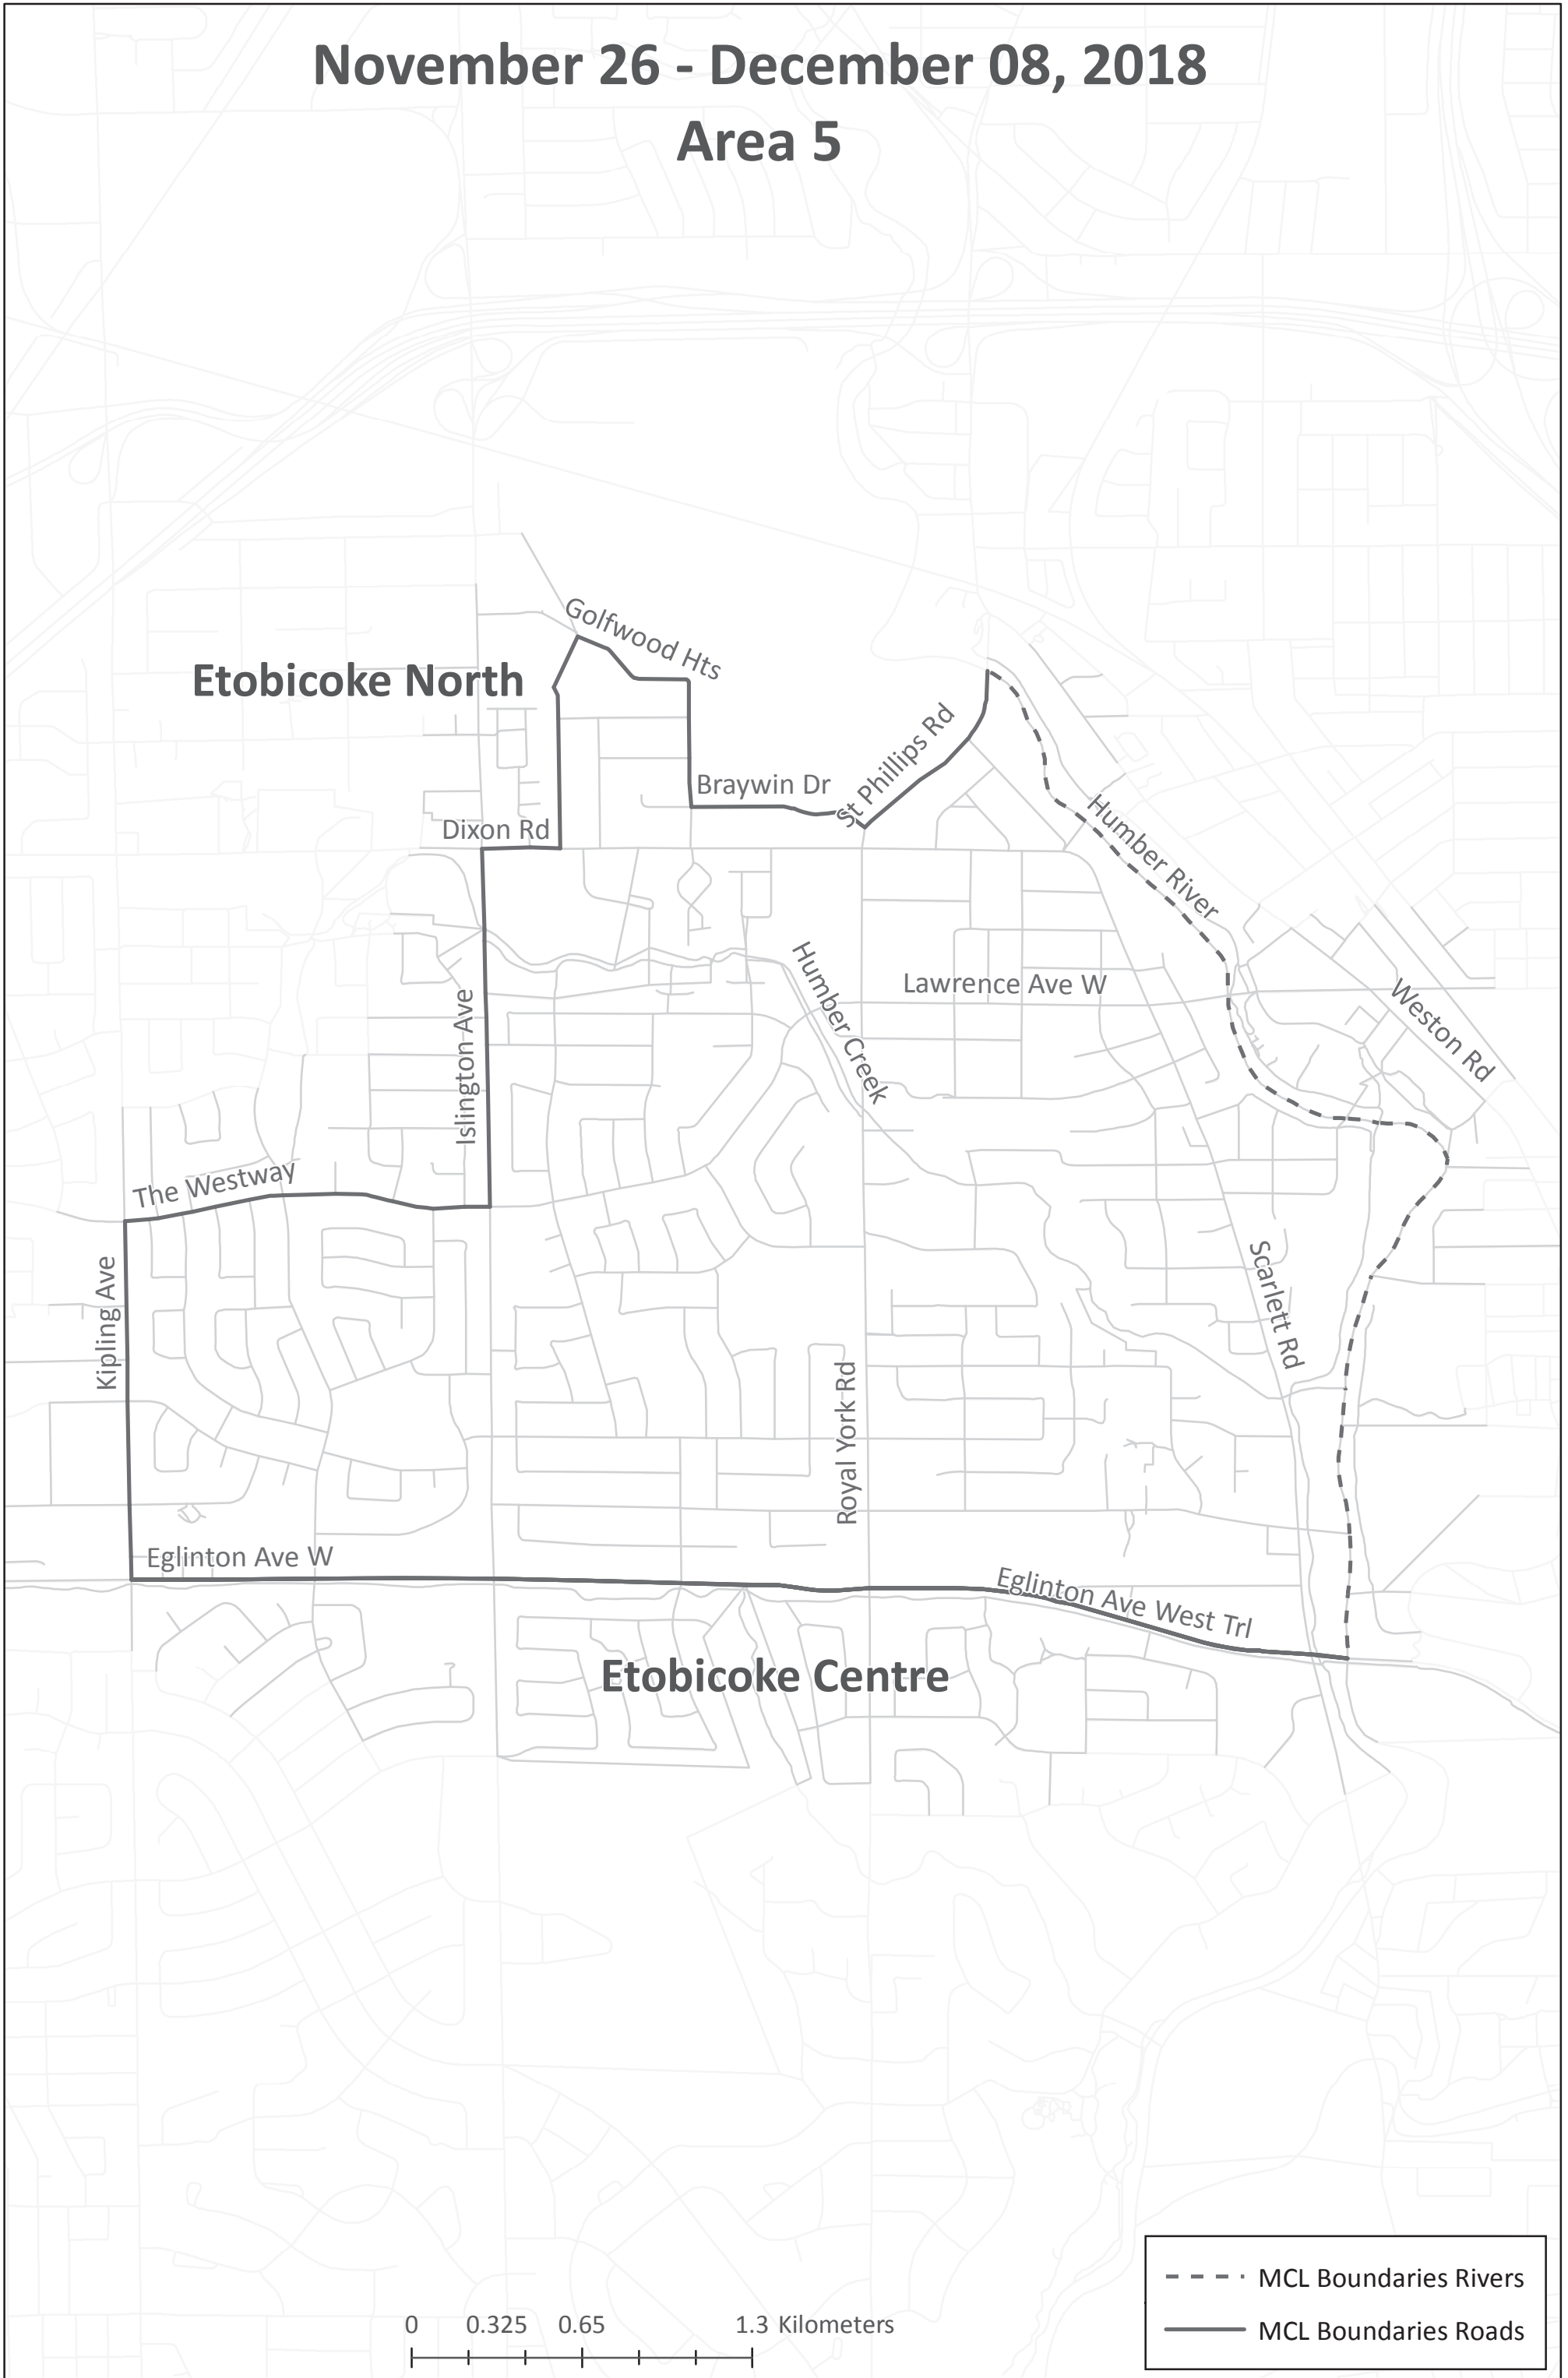 November 26 - December 08, 2018
Area 5
Golfwood Hts
Etobicoke North
St Phillips Rd
Braywin Dr
Dixon Rd
Humber River
Humber Creek
Lawrence Ave W
Islington Ave
Weston Rd
The Westway
Kipling Ave
Scarlett Rd
Royal York Rd
Eglinton Ave W
Eglinton Ave West Trl
Etobicoke Centre
MCL Boundaries Rivers
MCL Boundaries Roads
0 0.325 0.65 1.3 Kilometers